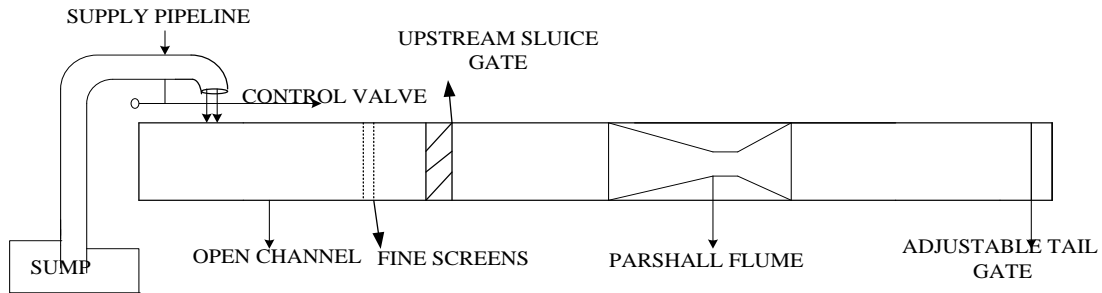 SUPPLY PIPELINE
UPSTREAM SLUICE
GATE
CONTROL VALVE
OPEN CHANNEL
FINE SCREENS
PARSHALL FLUME
ADJUSTABLE TAIL
GATE
SUMP